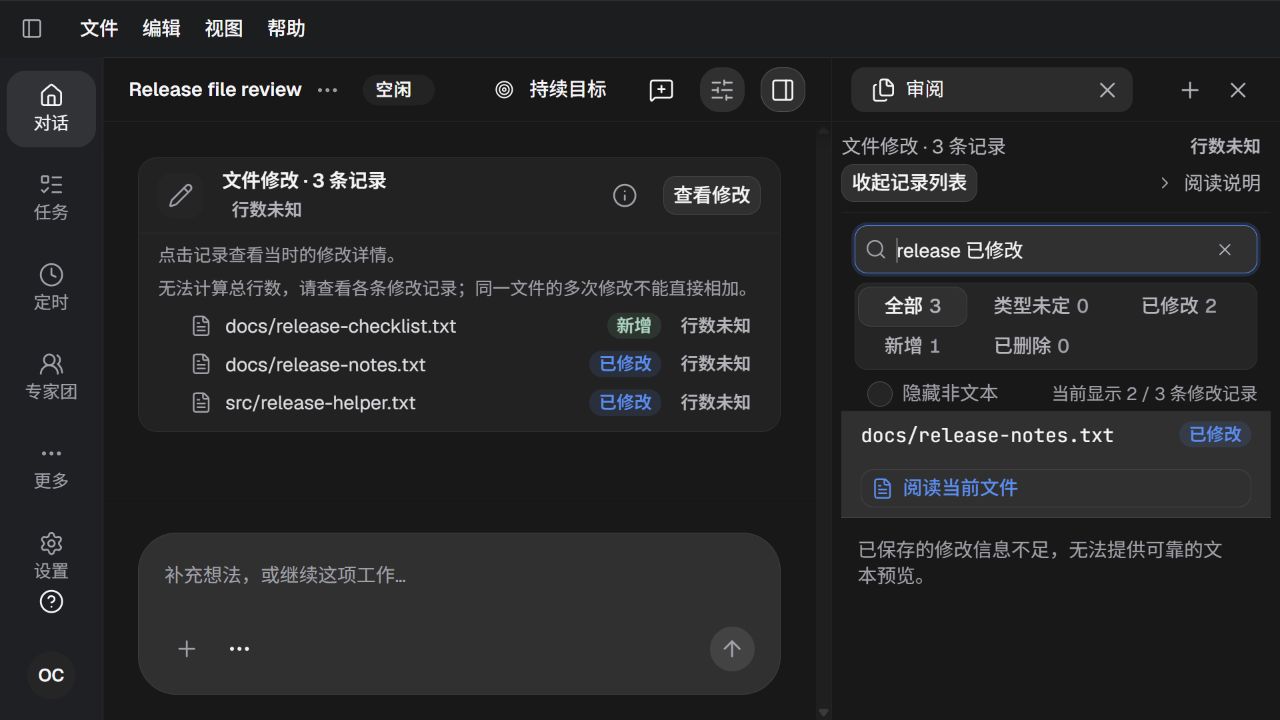 文件 编辑 视图 帮助
对话
任务
定时
专家团
更多
设置
OC
Release file review 空闲 持续目标
文件修改 · 3 条记录
行数未知
查看修改
点击记录查看当时的修改详情。
无法计算总行数，请查看各条修改记录；同一文件的多次修改不能直接相加。
docs/release-checklist.txt 新增 行数未知
docs/release-notes.txt 已修改 行数未知
src/release-helper.txt 已修改 行数未知
补充想法，或继续这项工作…
审阅
文件修改 · 3 条记录 行数未知
收起记录列表 阅读说明
release 已修改
全部 3 类型未定 0 已修改 2
新增 1 已删除 0
隐藏非文本 当前显示 2 / 3 条修改记录
docs/release-notes.txt 已修改
阅读当前文件
已保存的修改信息不足，无法提供可靠的文
本预览。